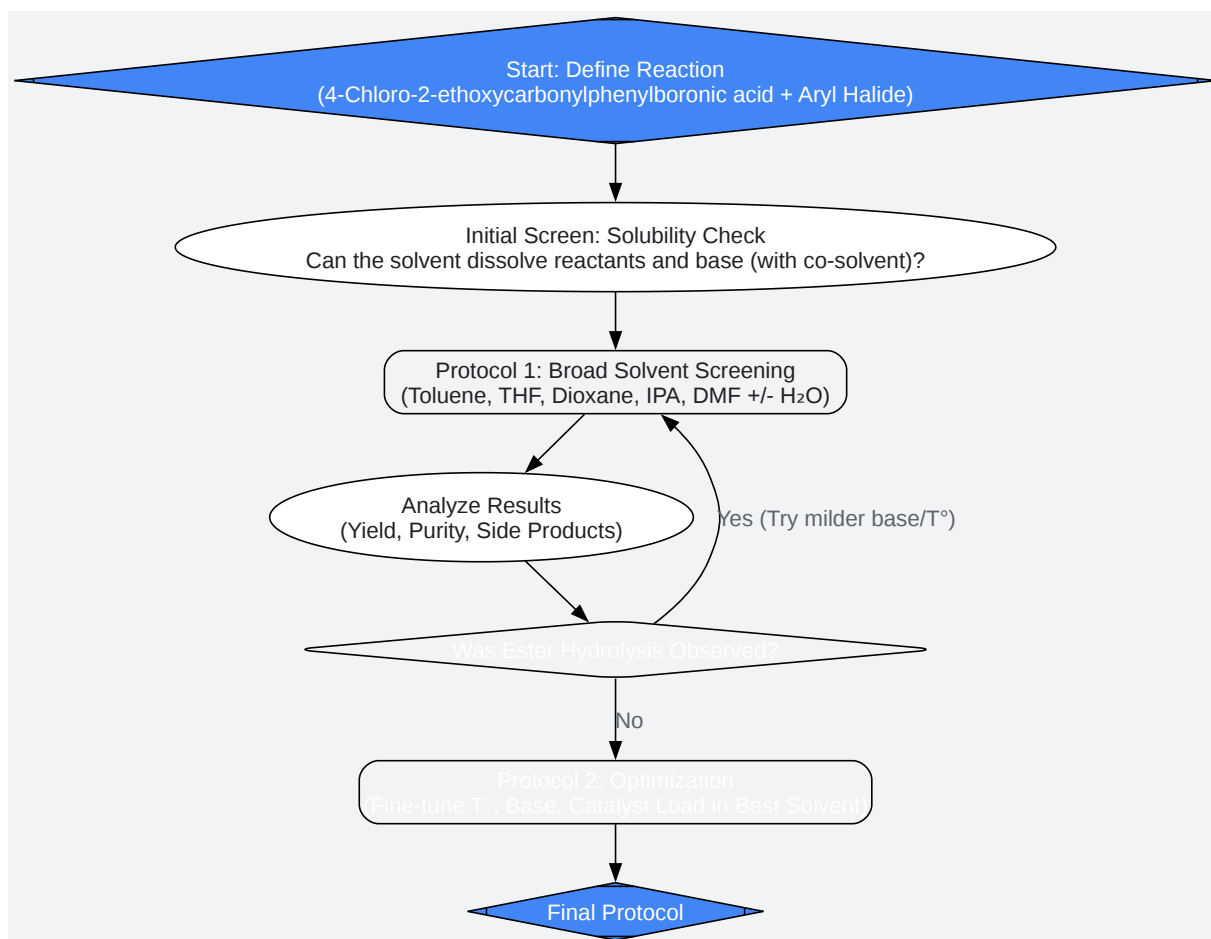 Start: Define Reaction
(4-Chloro-2-ethoxycarbonylphenylboronic acid + Aryl Halide)
Initial Screen: Solubility Check
Can the solvent dissolve reactants and base (with co-solvent)?
Protocol 1: Broad Solvent Screening
(Toluene, THF, Dioxane, IPA, DMF +/- H₂O)
Analyze Results
(Yield, Purity, Side Products)
Yes (Try milder base/T°)
Was Ester Hydrolysis Observed?
No
Protocol 2: Optimization
(Fine-tune T°, Base, Catalyst Load in Best Solvent)
Final Protocol